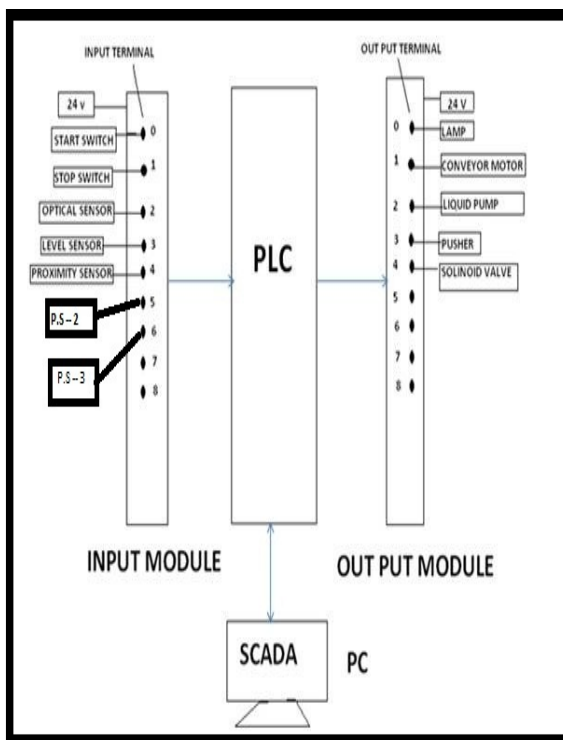 INPUT TERMINAL
24 v
START SWITCH
STOP SWITCH
OPTICAL SENSOR
LEVEL SENSOR
PROXIMITY SENSOR
P.S – 2
P.S – 3
0
1
2
3
4
5
6
7
8
INPUT MODULE
PLC
OUT PUT TERMINAL
0
1
2
3
4
5
6
7
8
24 V
LAMP
CONVEYOR MOTOR
LIQUID PUMP
PUSHER
SOLINOID VALVE
OUT PUT MODULE
SCADA
PC